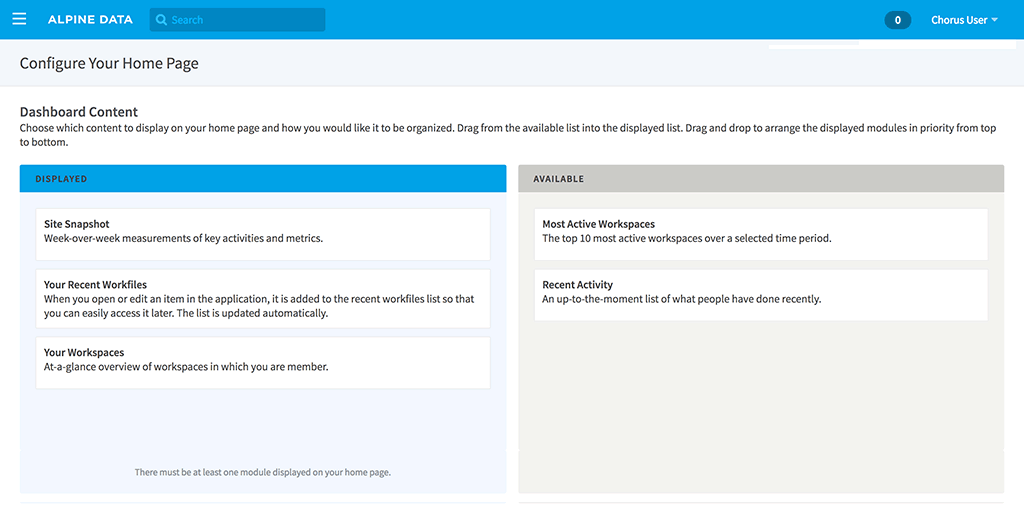 ALPINE DATA
Search
0
Chorus User
Configure Your Home Page
Dashboard Content
Choose which content to display on your home page and how you would like it to be organized. Drag from the available list into the displayed list. Drag and drop to arrange the displayed modules in priority from top
to bottom.
DISPLAYED
Site Snapshot
Week-over-week measurements of key activities and metrics.
Your Recent Workfiles
When you open or edit an item in the application, it is added to the recent workfiles list so that
you can easily access it later. The list is updated automatically.
Your Workspaces
At-a-glance overview of workspaces in which you are member.
There must be at least one module displayed on your home page.
AVAILABLE
Most Active Workspaces
The top 10 most active workspaces over a selected time period.
Recent Activity
An up-to-the-moment list of what people have done recently.